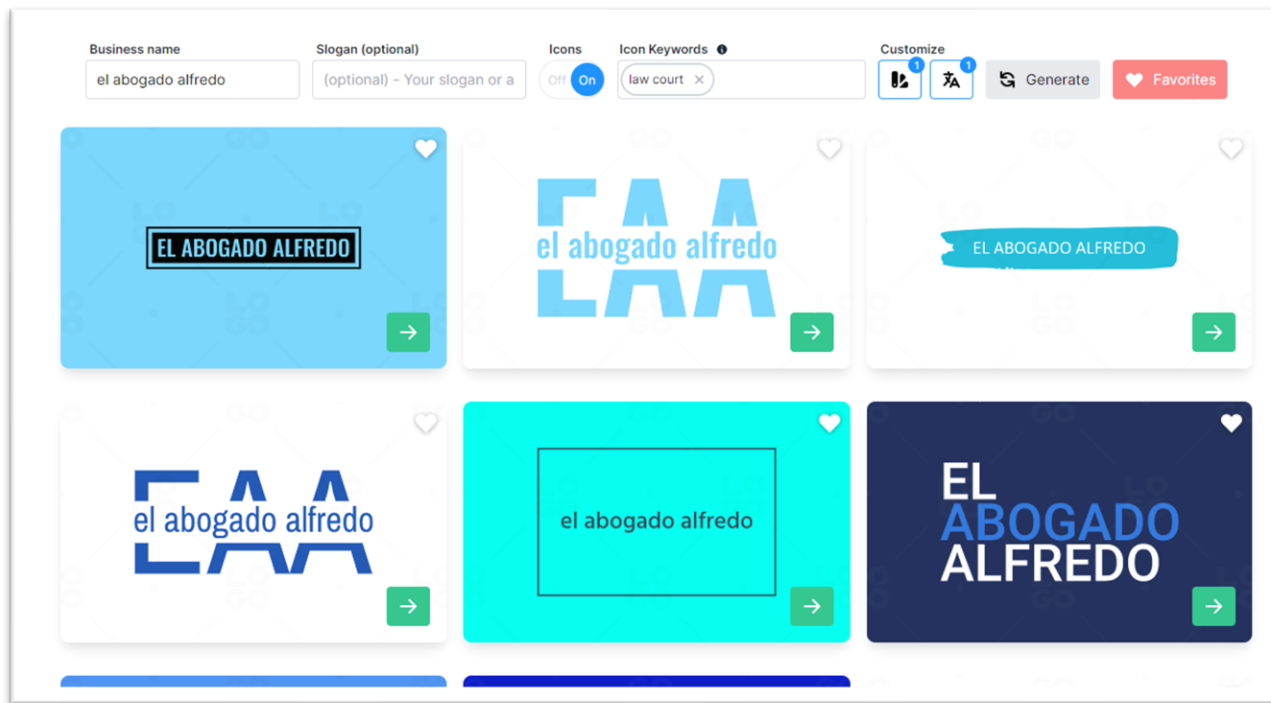 Business name
Slogan (optional)
Icons
Icon Keywords
Customize
el abogado alfredo
(optional) - Your slogan or a
Off On
law court ×
1
1
Generate
Favorites
EL ABOGADO ALFREDO
EAA
el abogado alfredo
EL ABOGADO ALFREDO
EAA
el abogado alfredo
el abogado alfredo
EL
ABOGADO
ALFREDO